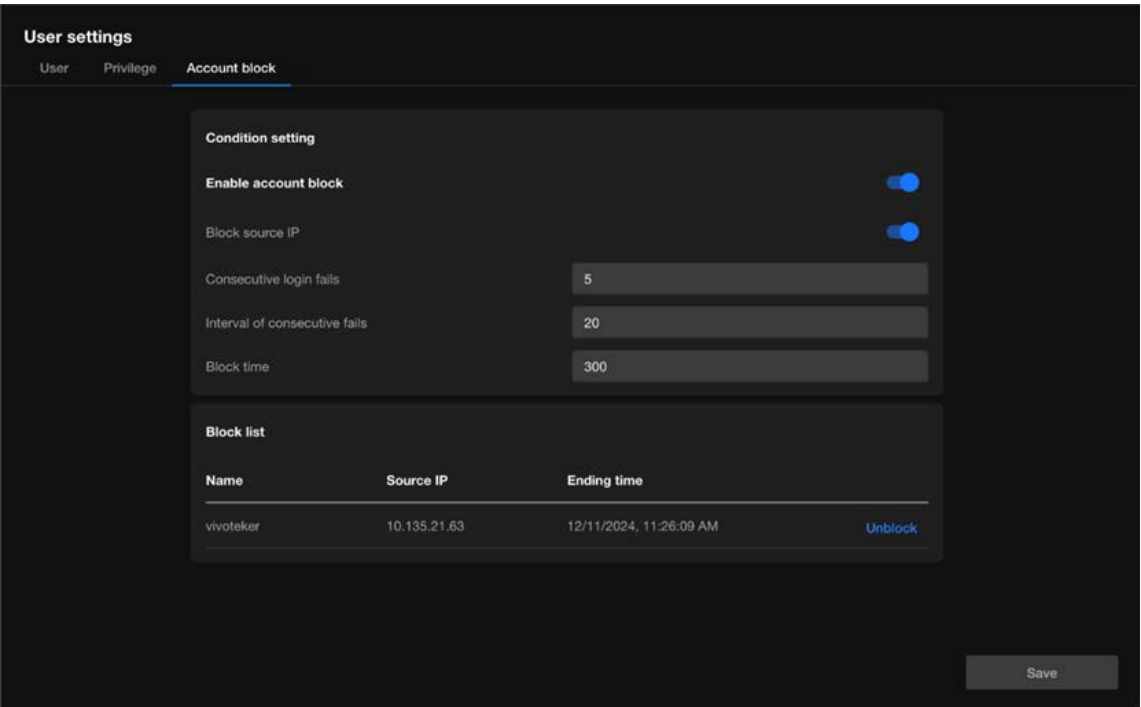 User settings
User Privilege Account block
Condition setting
Enable account block
Block source IP
Consecutive login fails 5
Interval of consecutive fails 20
Block time 300
Block list
Name Source IP Ending time
vivoteker 10.135.21.63 12/11/2024, 11:26:09 AM Unblock
Save